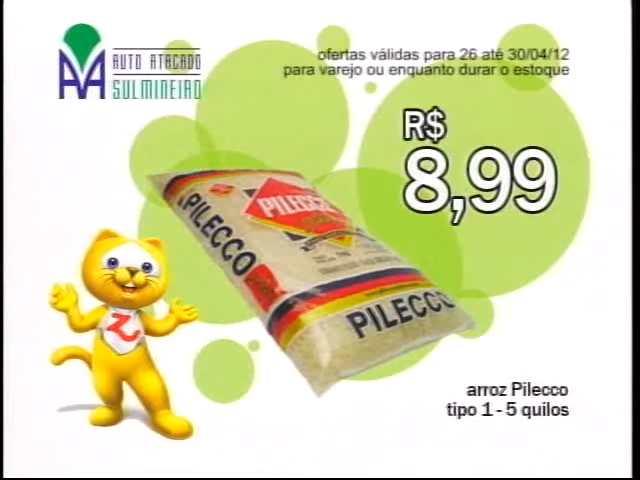 AUTO ATACADO
SULMINEIRO
ofertas válidas para 26 até 30/04/12
para varejo ou enquanto durar o estoque
R$
8,99
PILECCO
PILECCO
PILECCO
Z
arroz Pilecco
tipo 1 - 5 quilos